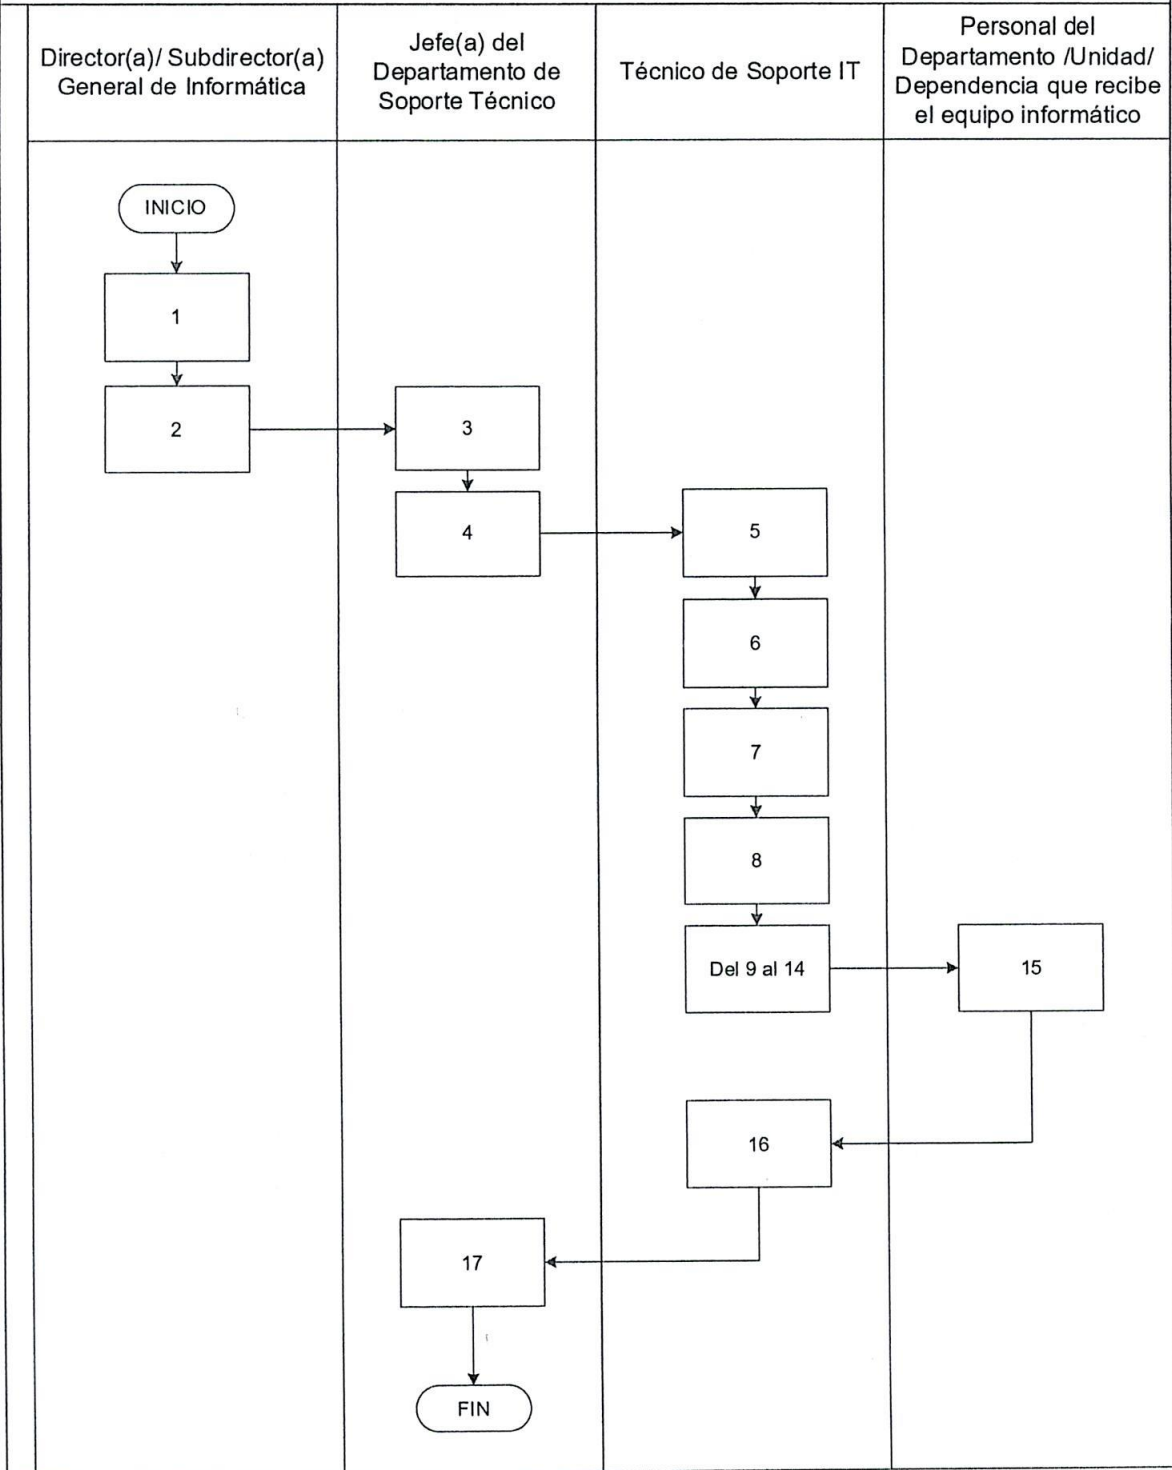 Director(a)/ Subdirector(a)
General de Informática
Jefe(a) del
Departamento de
Soporte Técnico
Técnico de Soporte IT
Personal del
Departamento /Unidad/
Dependencia que recibe
el equipo informático
INICIO
1
2
3
4
5
6
7
8
Del 9 al 14
15
16
17
FIN